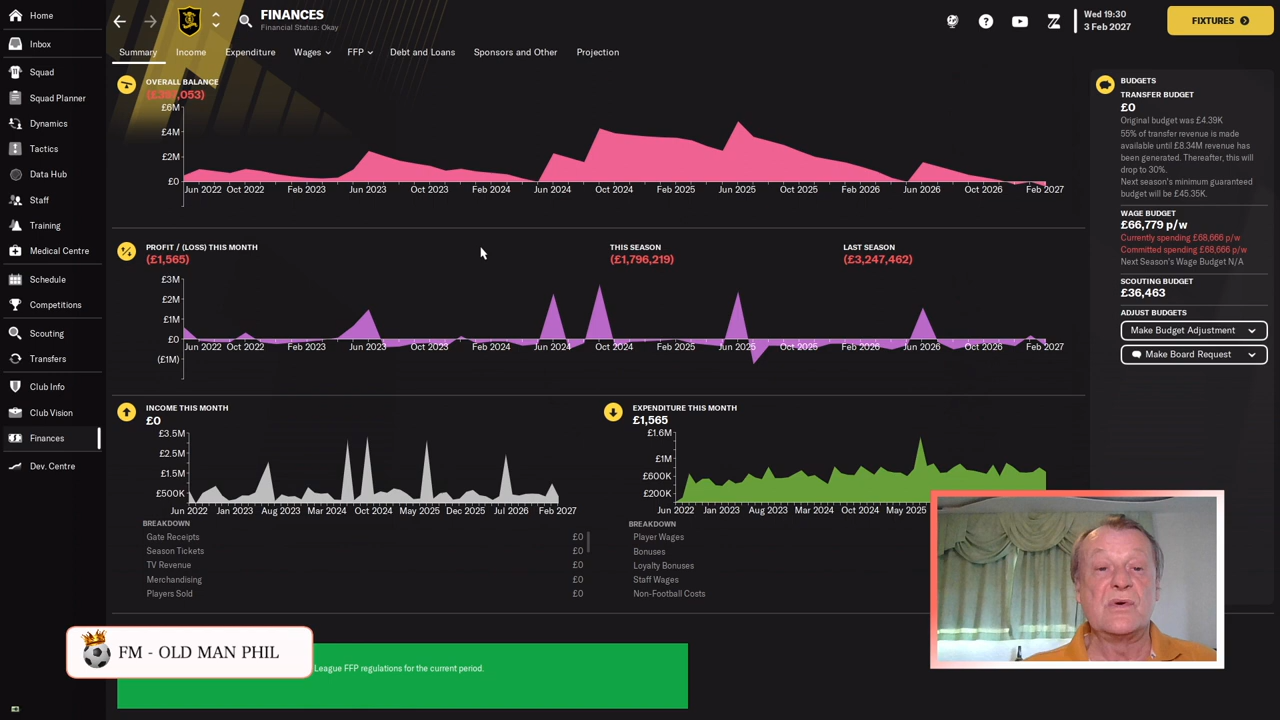 Home
Inbox
Squad
Squad Planner
Dynamics
Tactics
Data Hub
Staff
Training
Medical Centre
Schedule
Competitions
Scouting
Transfers
Club Info
Club Vision
Finances
Dev. Centre
FINANCES
Financial Status: Okay
Wed 19:30
3 Feb 2027
FIXTURES
Summary Income Expenditure Wages FFP Debt and Loans Sponsors and Other Projection
OVERALL BALANCE
£6M
£4M
£2M
£0
Jun 2022 Oct 2022 Feb 2023 Jun 2023 Oct 2023 Feb 2024 Jun 2024 Oct 2024 Feb 2025 Jun 2025 Oct 2025 Feb 2026 Jun 2026 Oct 2026 Feb 2027
PROFIT / (LOSS) THIS MONTH
(£1,565)
THIS SEASON
(£1,796,219)
LAST SEASON
(£3,247,462)
£3M
£2M
£1M
£0
(£1M)
Jun 2022 Oct 2022 Feb 2023 Jun 2023 Oct 2023 Feb 2024 Jun 2024 Oct 2024 Feb 2025 Jun 2025 Oct 2025 Feb 2026 Jun 2026 Oct 2026 Feb 2027
INCOME THIS MONTH
£0
£3.5M
£2.5M
£1.5M
£500K
Jun 2022 Jan 2023 Aug 2023 Mar 2024 Oct 2024 May 2025 Dec 2025 Jul 2026 Feb 2027
BREAKDOWN
Gate Receipts £0
Season Tickets £0
TV Revenue £0
Merchandising £0
Players Sold £0
EXPENDITURE THIS MONTH
£1,565
£1.6M
£1M
£600K
£200K
Jun 2022 Jan 2023 Aug 2023 Mar 2024 Oct 2024 May 2025
BREAKDOWN
Player Wages
Bonuses
Loyalty Bonuses
Staff Wages
Non-Football Costs
BUDGETS
TRANSFER BUDGET
£0
Original budget was £4.39K
55% of transfer revenue is made
available until £8.34M revenue has
been generated. Thereafter, this will
drop to 30%.
Next season's minimum guaranteed
budget will be £45.35K.
WAGE BUDGET
£66,779 p/w
Currently spending £68,666 p/w
Committed spending £68,666 p/w
Next Season's Wage Budget N/A
SCOUTING BUDGET
£36,463
ADJUST BUDGETS
Make Budget Adjustment
Make Board Request
League FFP regulations for the current period.
FM - OLD MAN PHIL